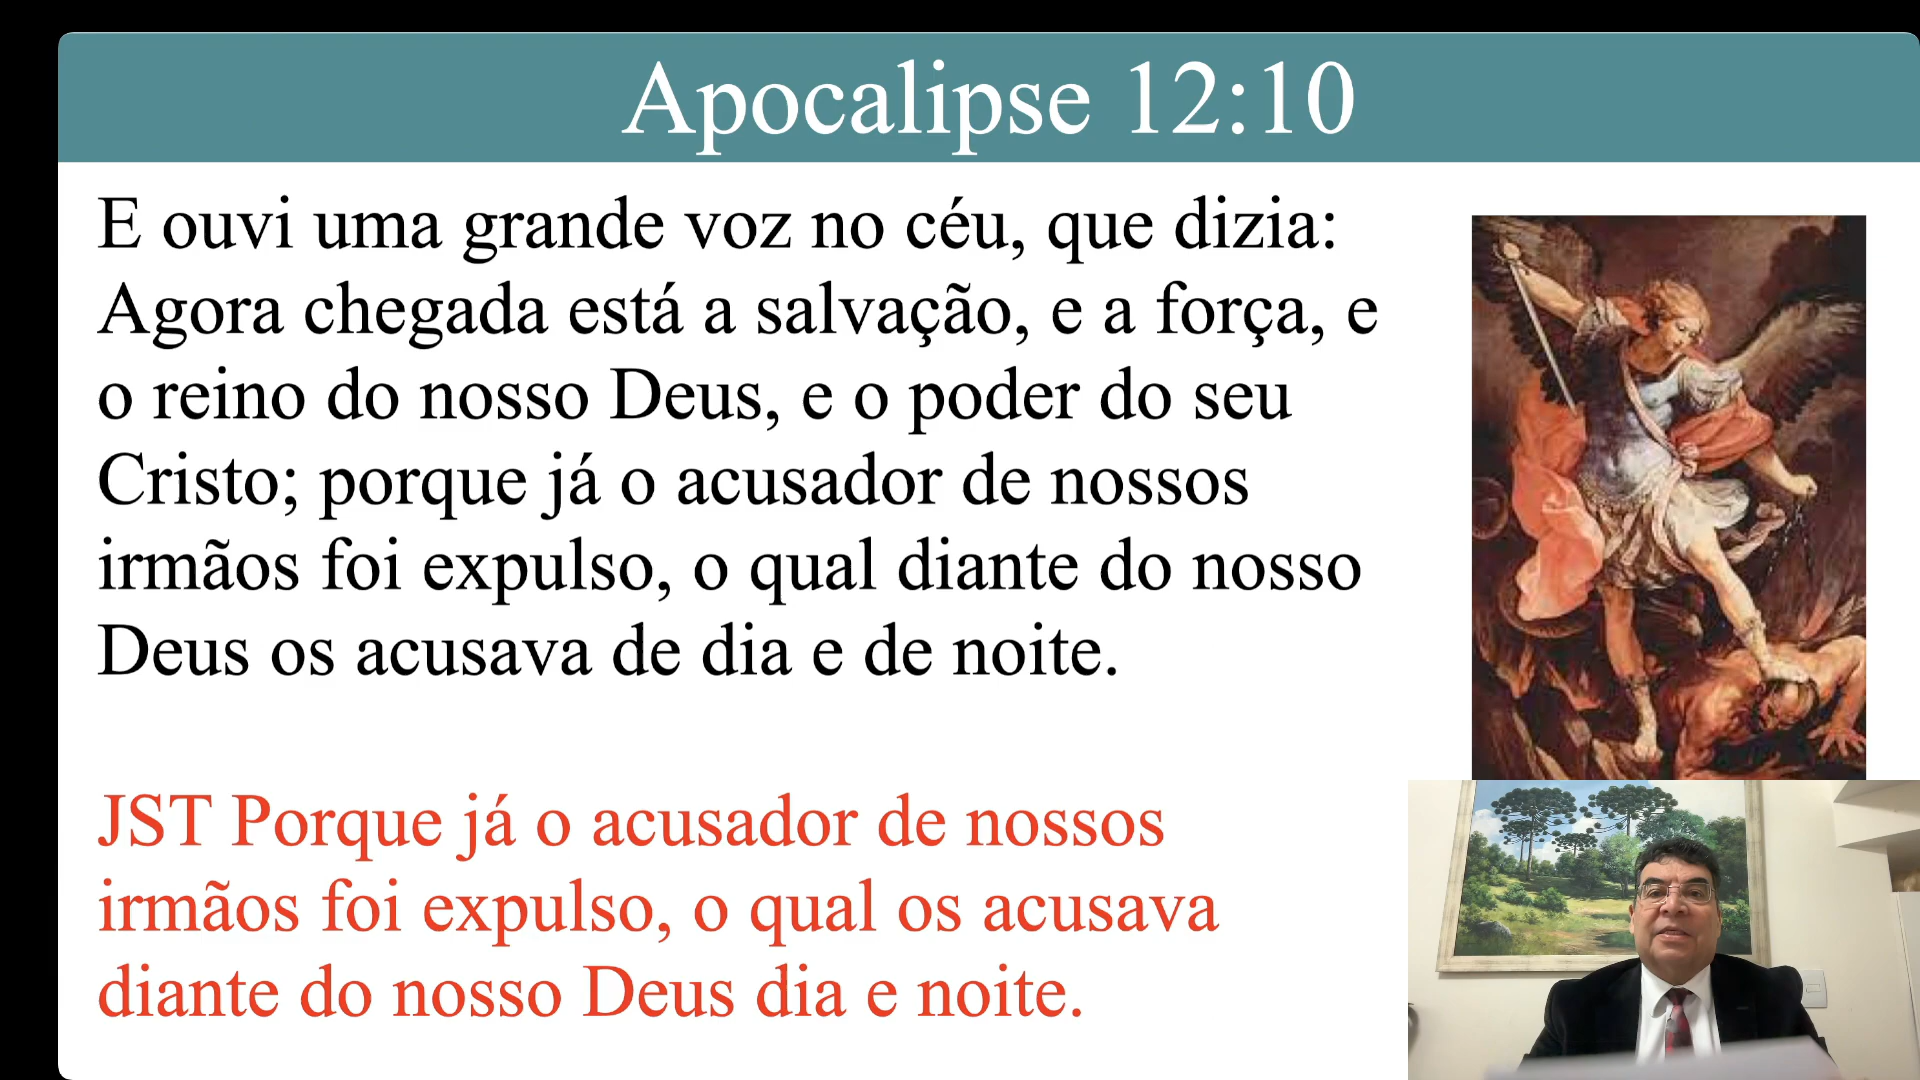 Apocalipse 12:10
E ouvi uma grande voz no céu, que dizia:
Agora chegada está a salvação, e a força, e
o reino do nosso Deus, e o poder do seu
Cristo; porque já o acusador de nossos
irmãos foi expulso, o qual diante do nosso
Deus os acusava de dia e de noite.
JST Porque já o acusador de nossos
irmãos foi expulso, o qual os acusava
diante do nosso Deus dia e noite.